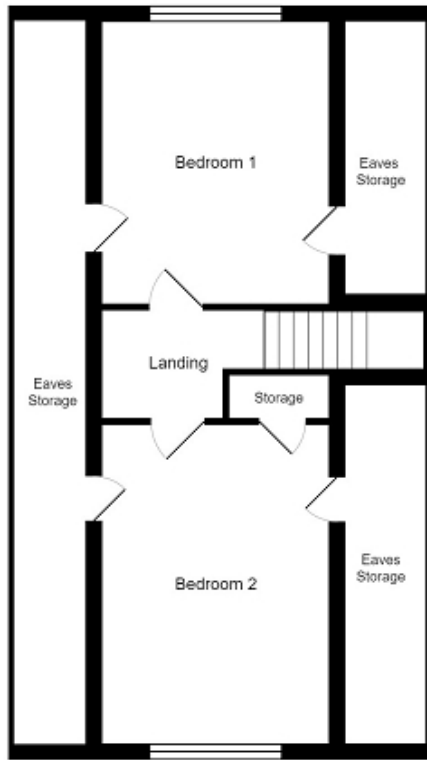 Bedroom 1
Eaves
Storage
Landing
Eaves
Storage
Storage
Eaves
Storage
Bedroom 2